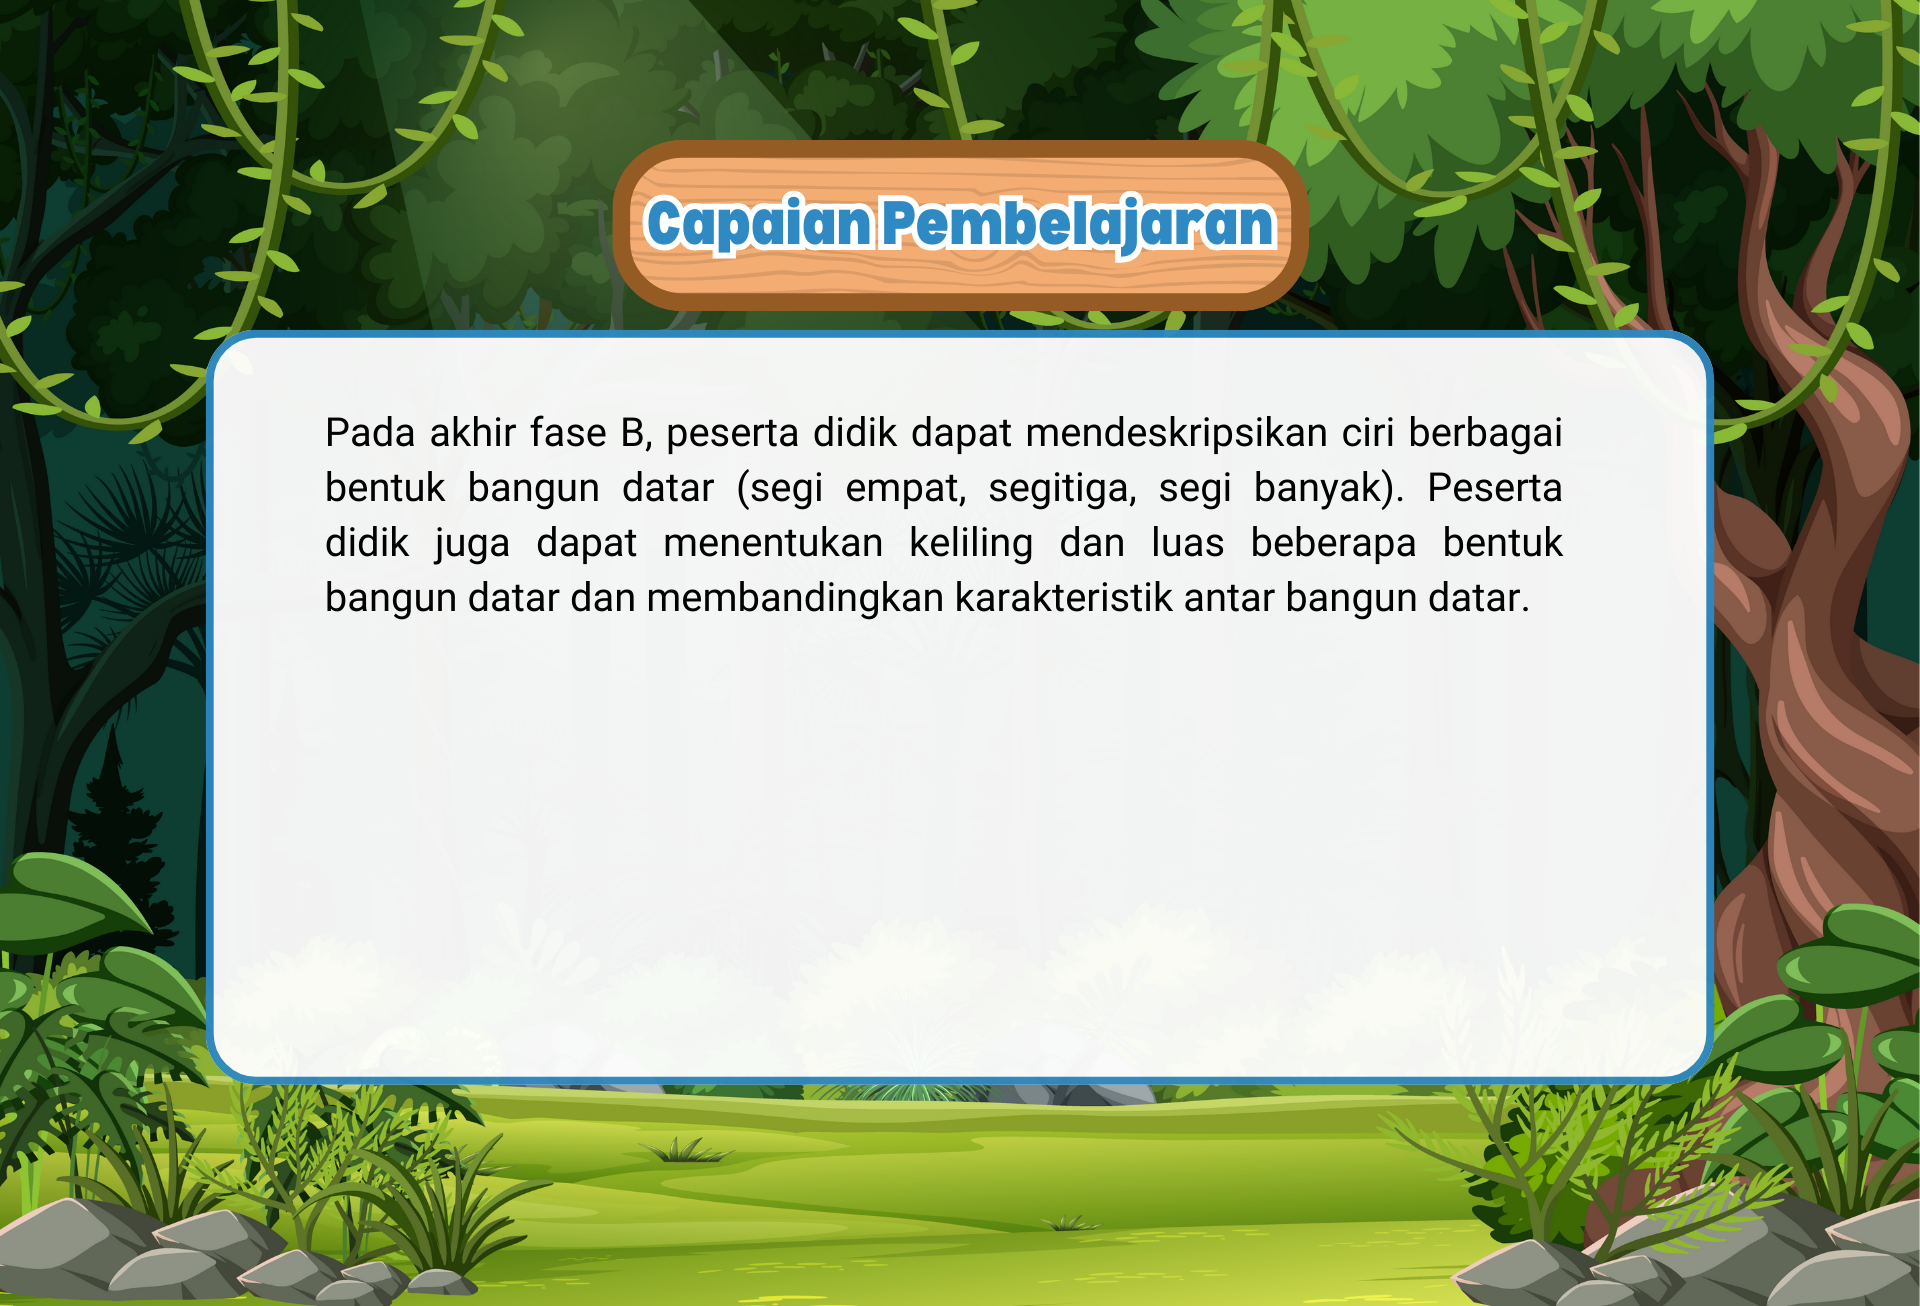 Capaian Pembelajaran
Pada akhir fase B, peserta didik dapat mendeskripsikan ciri berbagai
bentuk bangun datar (segi empat, segitiga, segi banyak). Peserta
didik juga dapat menentukan keliling dan luas beberapa bentuk
bangun datar dan membandingkan karakteristik antar bangun datar.